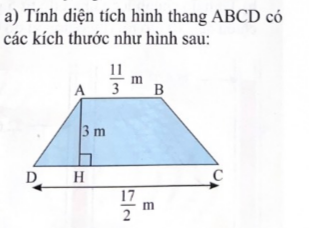 a) Tính diện tích hình thang ABCD có
các kích thước như hình sau:
11/3 m
A B
3 m
D H C
17/2 m